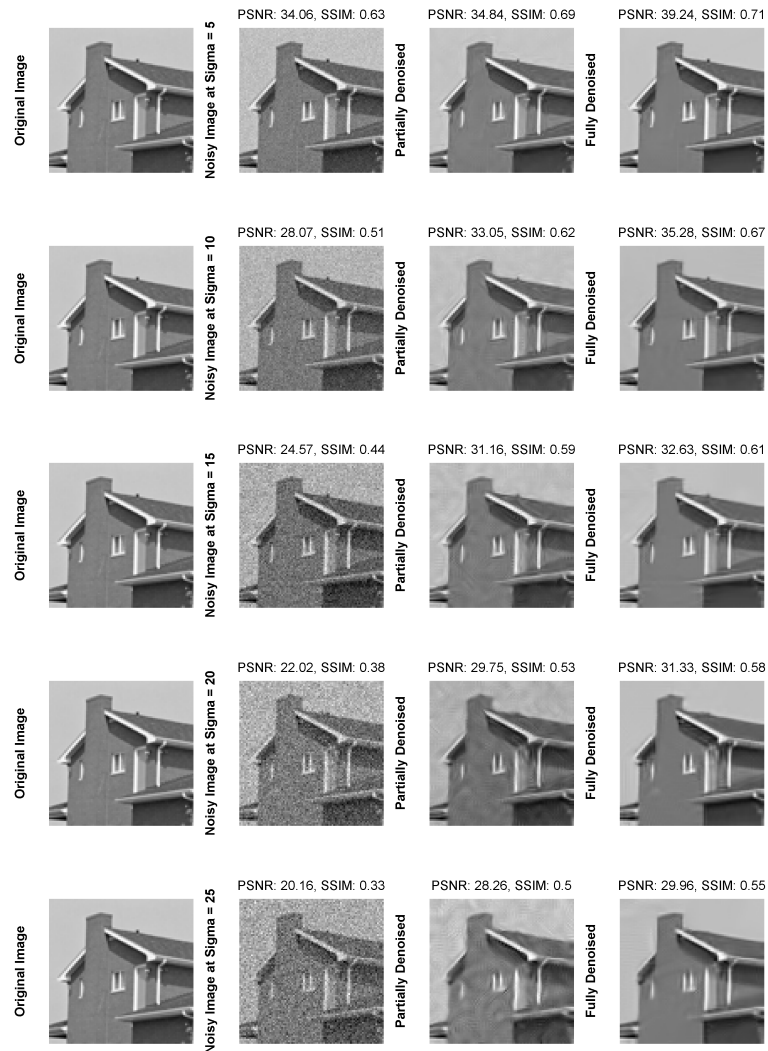 PSNR: 34.06, SSIM: 0.63
PSNR: 34.84, SSIM: 0.69
PSNR: 39.24, SSIM: 0.71
Original Image
Noisy Image at Sigma = 5
Partially Denoised
Fully Denoised
PSNR: 28.07, SSIM: 0.51
PSNR: 33.05, SSIM: 0.62
PSNR: 35.28, SSIM: 0.67
Original Image
Noisy Image at Sigma = 10
Partially Denoised
Fully Denoised
PSNR: 24.57, SSIM: 0.44
PSNR: 31.16, SSIM: 0.59
PSNR: 32.63, SSIM: 0.61
Original Image
Noisy Image at Sigma = 15
Partially Denoised
Fully Denoised
PSNR: 22.02, SSIM: 0.38
PSNR: 29.75, SSIM: 0.53
PSNR: 31.33, SSIM: 0.58
Original Image
Noisy Image at Sigma = 20
Partially Denoised
Fully Denoised
PSNR: 20.16, SSIM: 0.33
PSNR: 28.26, SSIM: 0.5
PSNR: 29.96, SSIM: 0.55
Original Image
Noisy Image at Sigma = 25
Partially Denoised
Fully Denoised